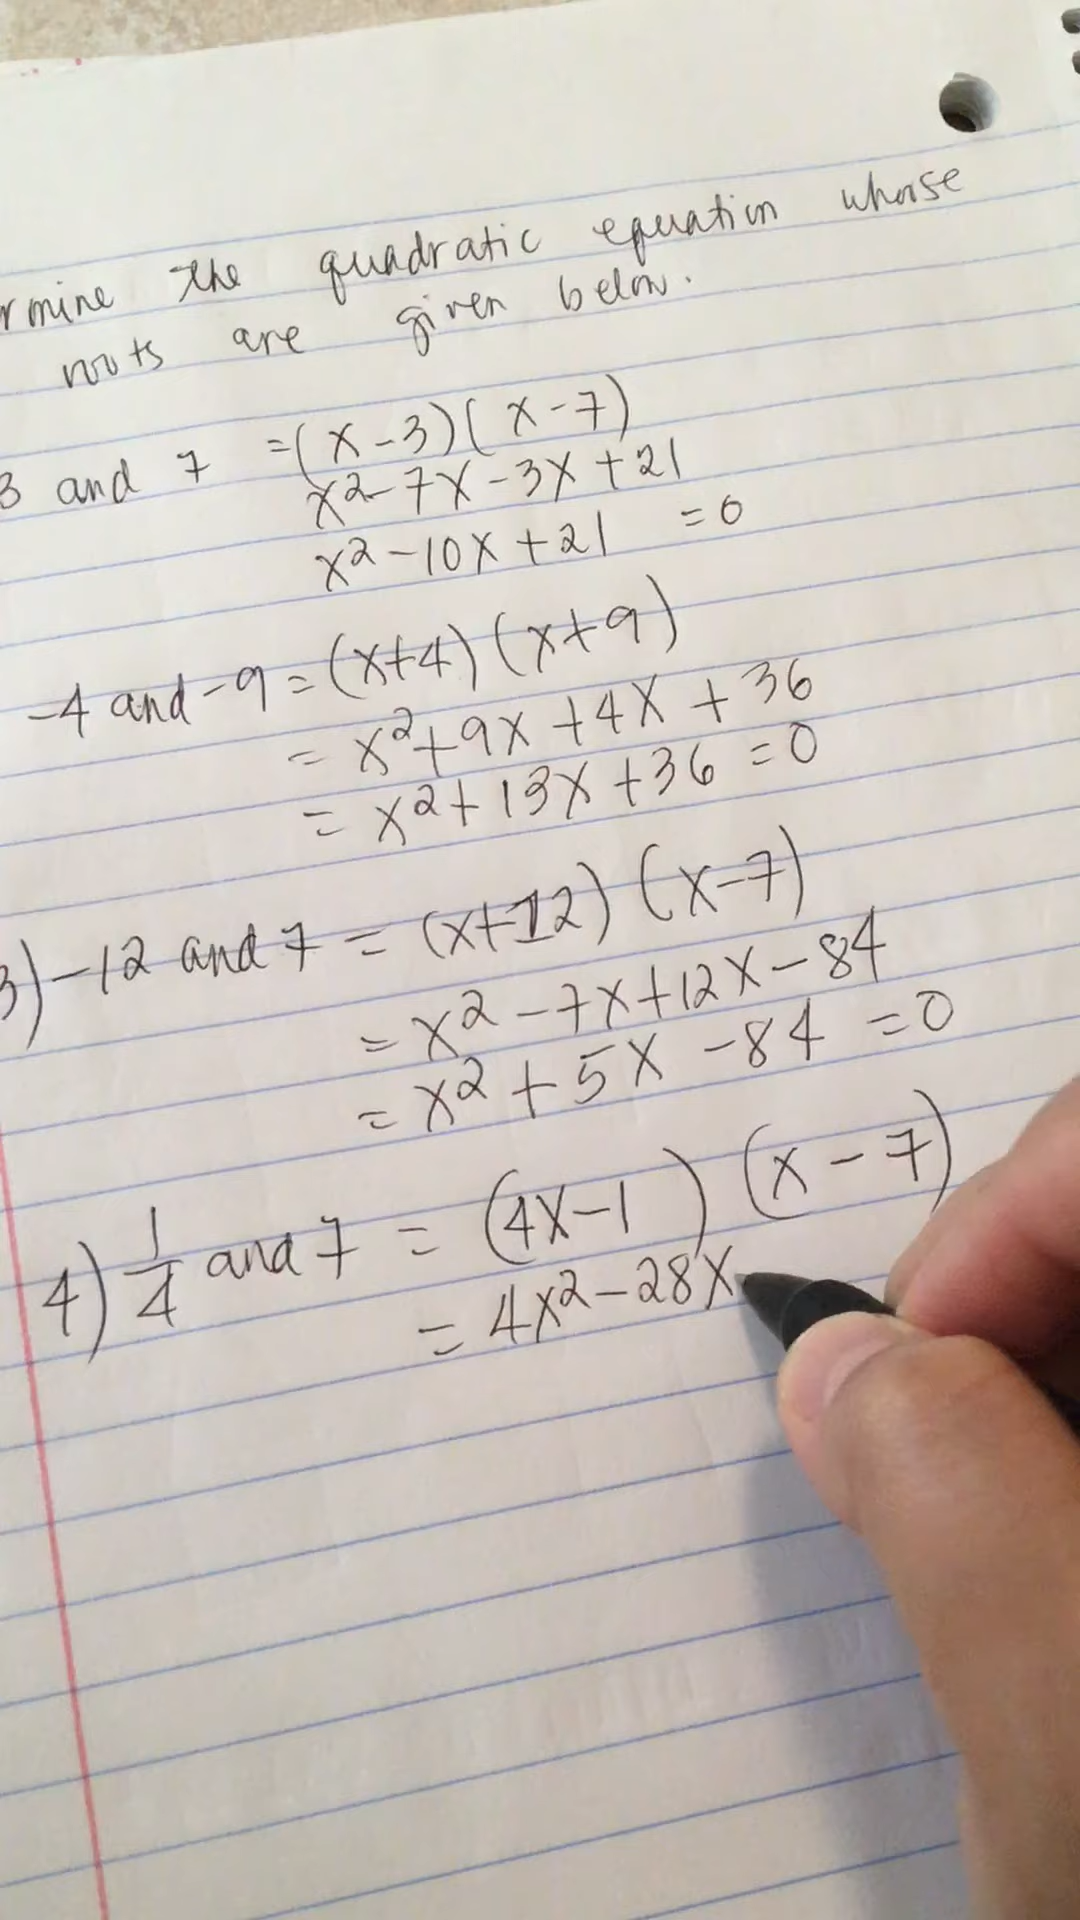 rmine the quadratic equation whose
roots are given below.
3 and 7 =(x-3)(x-7)
x²-7x-3x+21
x²-10x+21 =0
-4 and -9 = (x+4)(x+9)
= x²+9x+4x+36
= x²+13x+36=0
3) -12 and 7 = (x+12)(x-7)
= x²-7x+12x-84
= x²+5x-84=0
4) 1/4 and 7 = (4x-1)(x-7)
= 4x²-28x